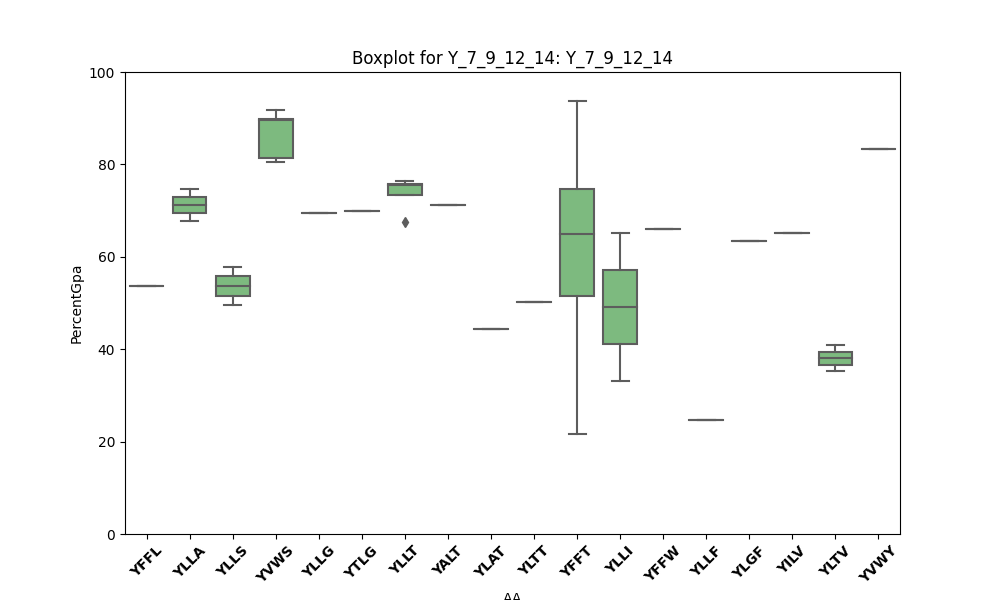 Boxplot for Y_7_9_12_14: Y_7_9_12_14
100
80
60
40
20
0
PercentGpa
YFFL YLLA YLLS YVWS YLLG YTLG YLLT YALT YLAT YLTT YFFT YLLI YFFW YLLF YLGF YILV YLTV YVWY
AA